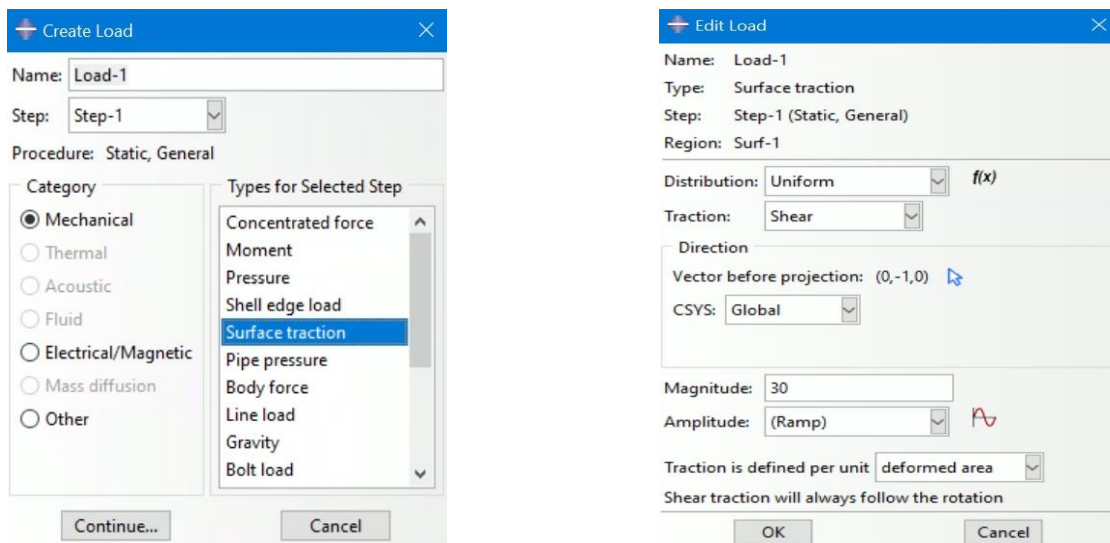 Create Load
Name: Load-1
Step: Step-1
Procedure: Static, General
Category
Mechanical
Thermal
Acoustic
Fluid
Electrical/Magnetic
Mass diffusion
Other
Types for Selected Step
Concentrated force
Moment
Pressure
Shell edge load
Surface traction
Pipe pressure
Body force
Line load
Gravity
Bolt load
Continue...
Cancel
Edit Load
Name: Load-1
Type: Surface traction
Step: Step-1 (Static, General)
Region: Surf-1
Distribution: Uniform f(x)
Traction: Shear
Direction
Vector before projection: (0,-1,0)
CSYS: Global
Magnitude: 30
Amplitude: (Ramp)
Traction is defined per unit deformed area
Shear traction will always follow the rotation
OK
Cancel